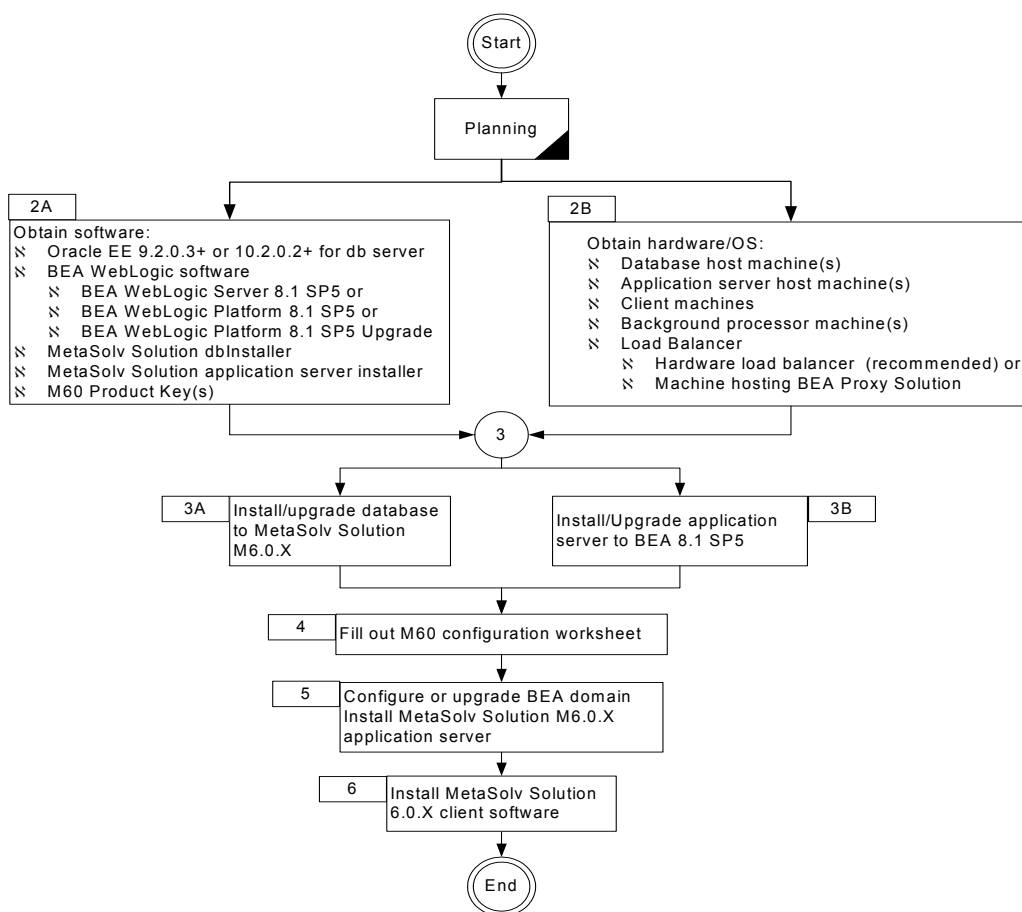 Start
Planning
2A
Obtain software:
ℵ Oracle EE 9.2.0.3+ or 10.2.0.2+ for db server
ℵ BEA WebLogic software
ℵ BEA WebLogic Server 8.1 SP5 or
ℵ BEA WebLogic Platform 8.1 SP5 or
ℵ BEA WebLogic Platform 8.1 SP5 Upgrade
ℵ MetaSolv Solution dbInstaller
ℵ MetaSolv Solution application server installer
ℵ M60 Product Key(s)
2B
Obtain hardware/OS:
ℵ Database host machine(s)
ℵ Application server host machine(s)
ℵ Client machines
ℵ Background processor machine(s)
ℵ Load Balancer
ℵ Hardware load balancer (recommended) or
ℵ Machine hosting BEA Proxy Solution
3
3A
Install/upgrade database
to MetaSolv Solution
M6.0.X
3B
Install/Upgrade application
server to BEA 8.1 SP5
4
Fill out M60 configuration worksheet
5
Configure or upgrade BEA domain
Install MetaSolv Solution M6.0.X
application server
6
Install MetaSolv Solution
6.0.X client software
End